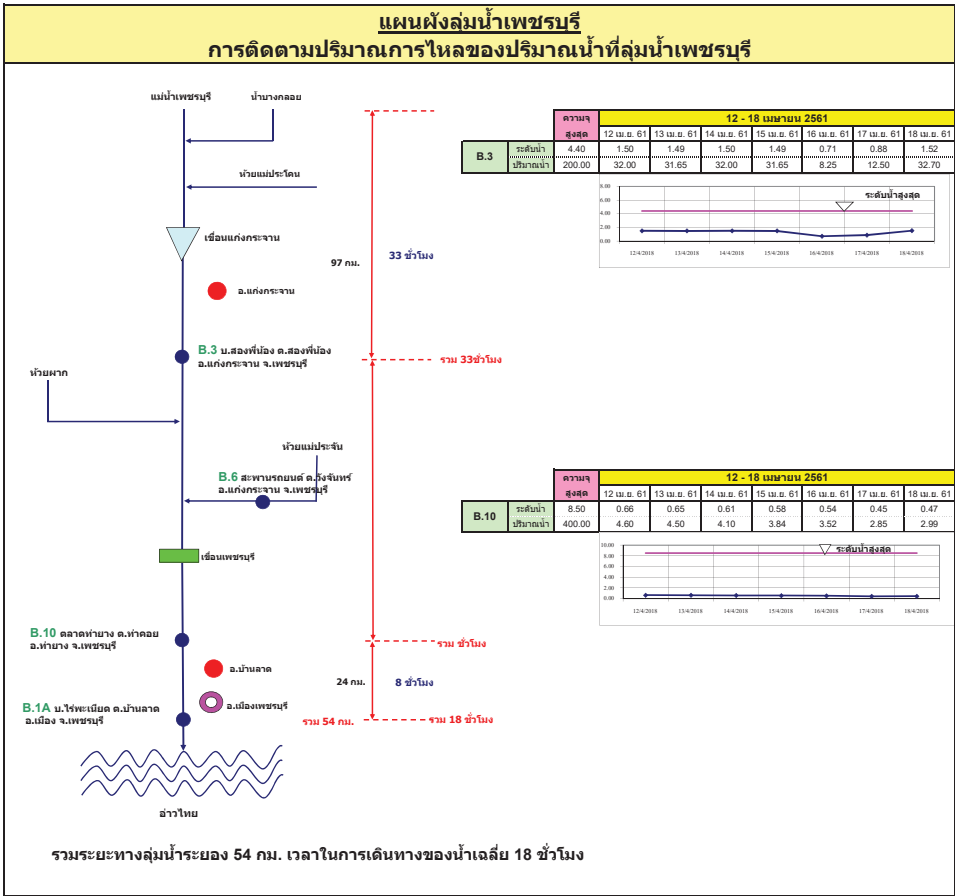 แผนผังลุ่มน้ำเพชรบุรี
การติดตามปริมาณการไหลของปริมาณน้ำที่ลุ่มน้ำเพชรบุรี
แม่น้ำเพชรบุรี
น้ำบางกลอย
ห้วยแม่ประโดน
เขื่อนแก่งกระจาน
97 กม.
33 ชั่วโมง
อ.แก่งกระจาน
B.3 บ.สองพี่น้อง ต.สองพี่น้อง
อ.แก่งกระจาน จ.เพชรบุรี
รวม 33ชั่วโมง
ห้วยผาก
ห้วยแม่ประจัน
B.6 สะพานรถยนต์ ต.วังจันทร์
อ.แก่งกระจาน จ.เพชรบุรี
เขื่อนเพชรบุรี
B.10 ตลาดท่ายาง ต.ท่าคอย
อ.ท่ายาง จ.เพชรบุรี
รวม ชั่วโมง
อ.บ้านลาด
24 กม.
8 ชั่วโมง
อ.เมืองเพชรบุรี
B.1A บ.ไร่พะเนียด ต.บ้านลาด
อ.เมือง จ.เพชรบุรี
รวม 54 กม.
รวม 18 ชั่วโมง
อ่าวไทย
รวมระยะทางลุ่มน้ำระยอง 54 กม. เวลาในการเดินทางของน้ำเฉลี่ย 18 ชั่วโมง
ความจุ 12 - 18 เมษายน 2561
สูงสุด 12 เม.ย. 61 13 เม.ย. 61 14 เม.ย. 61 15 เม.ย. 61 16 เม.ย. 61 17 เม.ย. 61 18 เม.ย. 61
B.3
ระดับน้ำ 4.40 1.50 1.49 1.50 1.49 0.71 0.88 1.52
ปริมาณน้ำ 200.00 32.00 31.65 32.00 31.65 8.25 12.50 32.70
ระดับน้ำสูงสุด
8.00
6.00
4.00
2.00
0.00
12/4/2018 13/4/2018 14/4/2018 15/4/2018 16/4/2018 17/4/2018 18/4/2018
ความจุ 12 - 18 เมษายน 2561
สูงสุด 12 เม.ย. 61 13 เม.ย. 61 14 เม.ย. 61 15 เม.ย. 61 16 เม.ย. 61 17 เม.ย. 61 18 เม.ย. 61
B.10
ระดับน้ำ 8.50 0.66 0.65 0.61 0.58 0.54 0.45 0.47
ปริมาณน้ำ 400.00 4.60 4.50 4.10 3.84 3.52 2.85 2.99
ระดับน้ำสูงสุด
10.00
8.00
6.00
4.00
2.00
0.00
12/4/2018 13/4/2018 14/4/2018 15/4/2018 16/4/2018 17/4/2018 18/4/2018